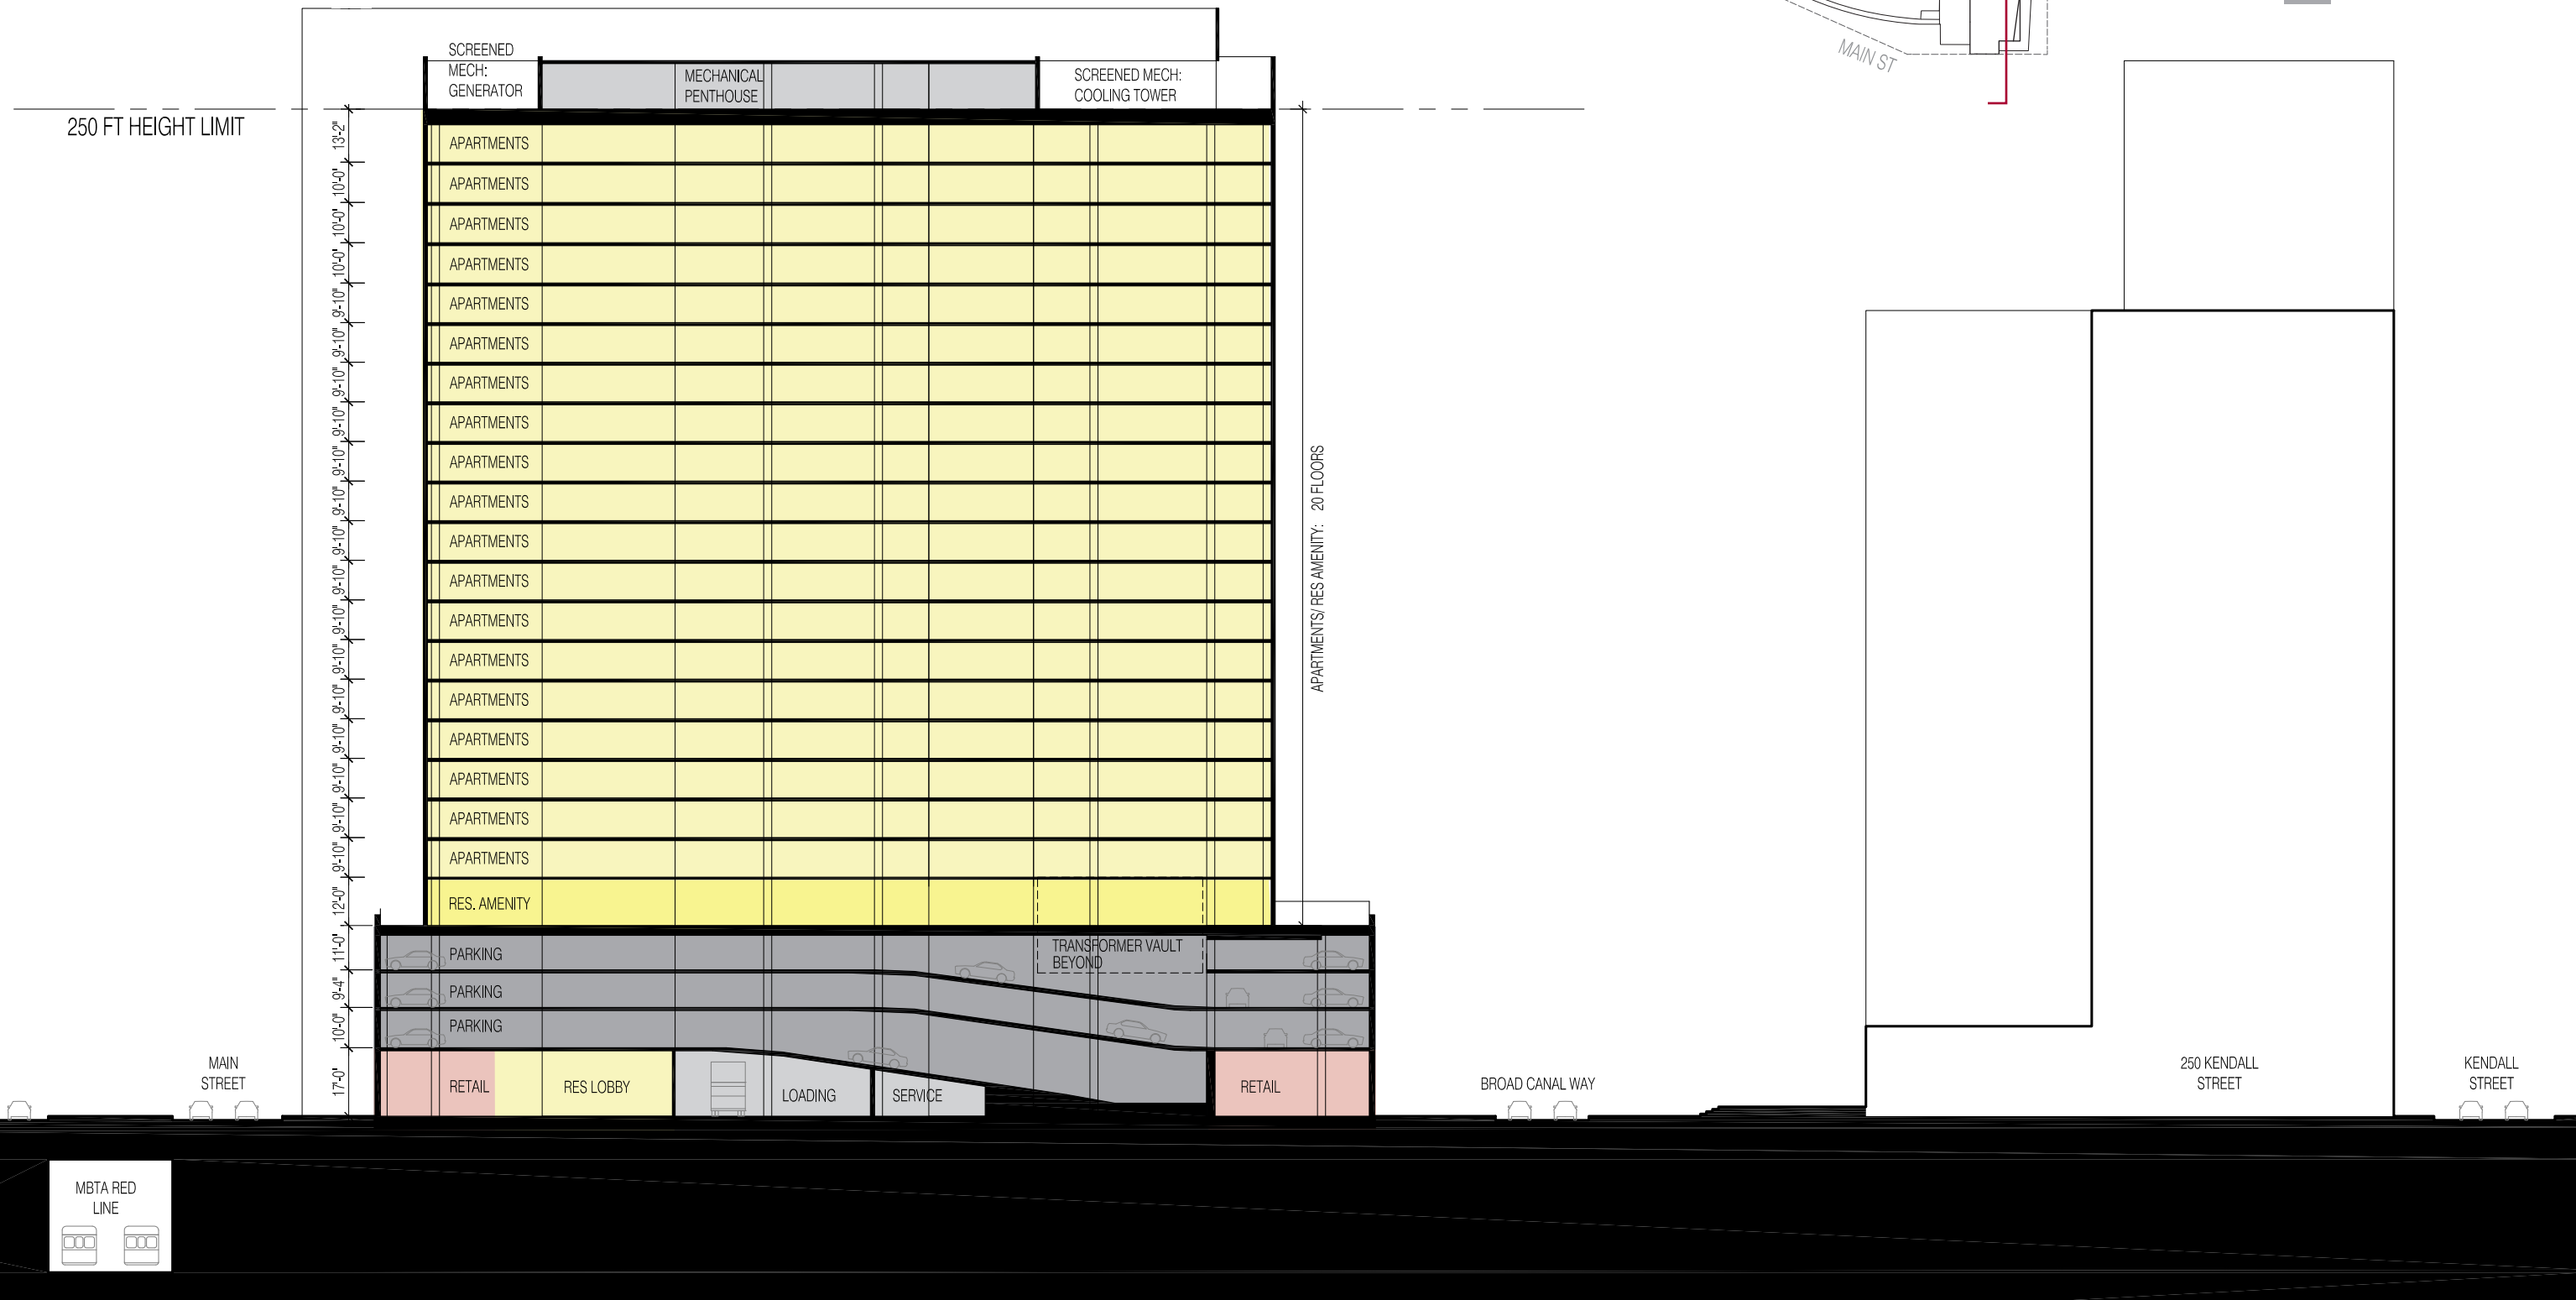 MAIN ST
SCREENED
MECH:
GENERATOR
MECHANICAL
PENTHOUSE
SCREENED MECH:
COOLING TOWER
250 FT HEIGHT LIMIT
13'-2"
APARTMENTS
10'-0"
APARTMENTS
10'-0"
APARTMENTS
10'-0"
APARTMENTS
9'-10"
APARTMENTS
9'-10"
APARTMENTS
9'-10"
APARTMENTS
9'-10"
APARTMENTS
9'-10"
APARTMENTS
9'-10"
APARTMENTS
9'-10"
APARTMENTS
9'-10"
APARTMENTS
9'-10"
APARTMENTS
9'-10"
APARTMENTS
9'-10"
APARTMENTS
9'-10"
APARTMENTS
9'-10"
APARTMENTS
9'-10"
APARTMENTS
9'-10"
APARTMENTS
12'-0"
RES. AMENITY
APARTMENTS/ RES AMENITY: 20 FLOORS
11'-0"
PARKING
TRANSFORMER VAULT
BEYOND
9'-4"
PARKING
10'-0"
PARKING
17'-0"
RETAIL
RES LOBBY
LOADING
SERVICE
RETAIL
MAIN
STREET
BROAD CANAL WAY
250 KENDALL
STREET
KENDALL
STREET
MBTA RED
LINE